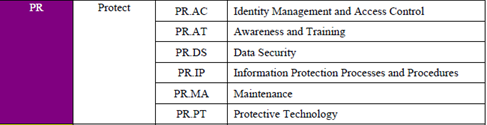 PR Protect PR.AC Identity Management and Access Control
PR.AT Awareness and Training
PR.DS Data Security
PR.IP Information Protection Processes and Procedures
PR.MA Maintenance
PR.PT Protective Technology